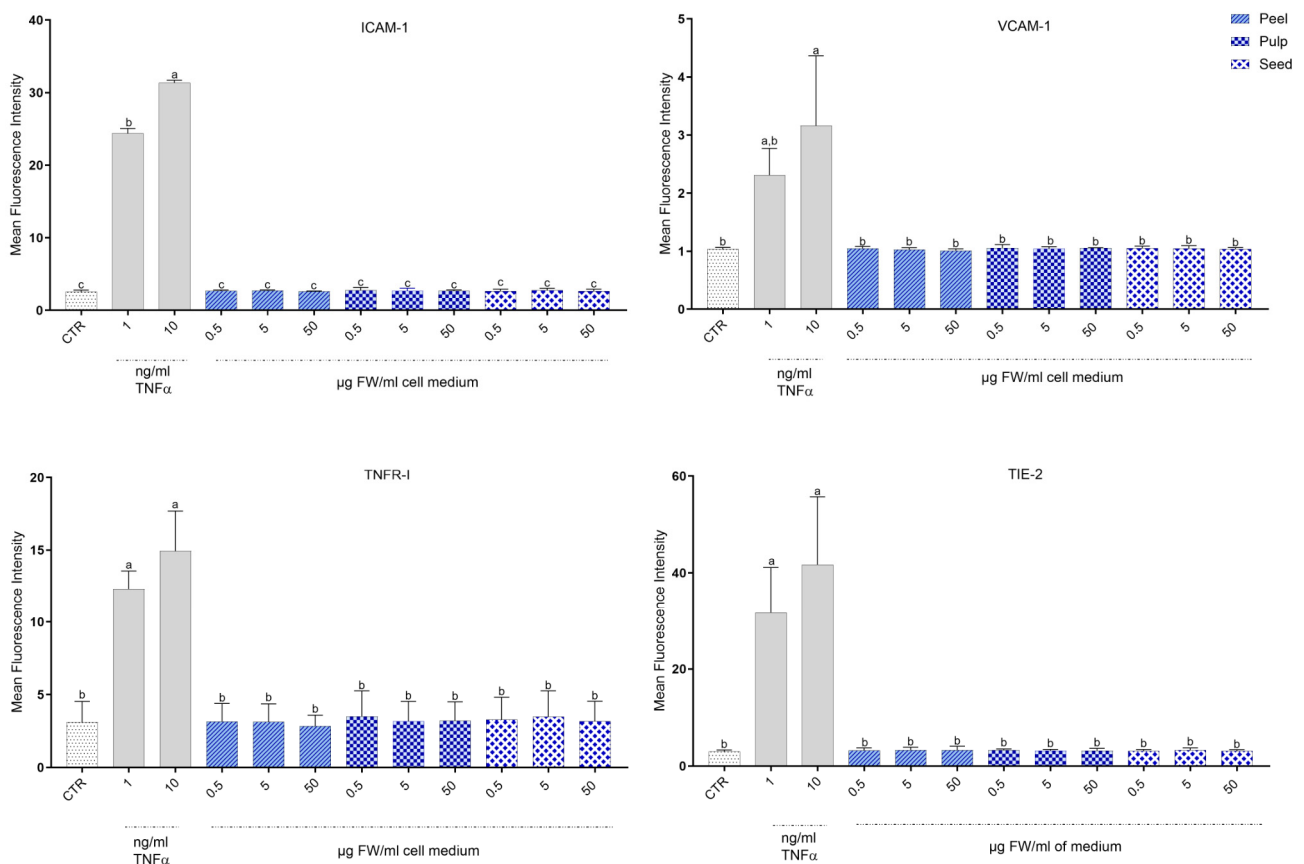 ICAM-1
Mean Fluorescence Intensity
40
30
20
10
0
c
b
a
c c c c c c c c c
CTR 1 10 0.5 5 50 0.5 5 50 0.5 5 50
ng/ml
TNFα
µg FW/ml cell medium
VCAM-1
Peel
Pulp
Seed
Mean Fluorescence Intensity
5
4
3
2
1
0
b
a,b
a
b b b b b b b b b
CTR 1 10 0.5 5 50 0.5 5 50 0.5 5 50
ng/ml
TNFα
µg FW/ml cell medium
TNFR-I
Mean Fluorescence Intensity
20
15
10
5
0
b
a
a
b b b b b b b b b
CTR 1 10 0.5 5 50 0.5 5 50 0.5 5 50
ng/ml
TNFα
µg FW/ml cell medium
TIE-2
Mean Fluorescence Intensity
60
40
20
0
b
a
a
b b b b b b b b b
CTR 1 10 0.5 5 50 0.5 5 50 0.5 5 50
ng/ml
TNFα
µg FW/ml of medium